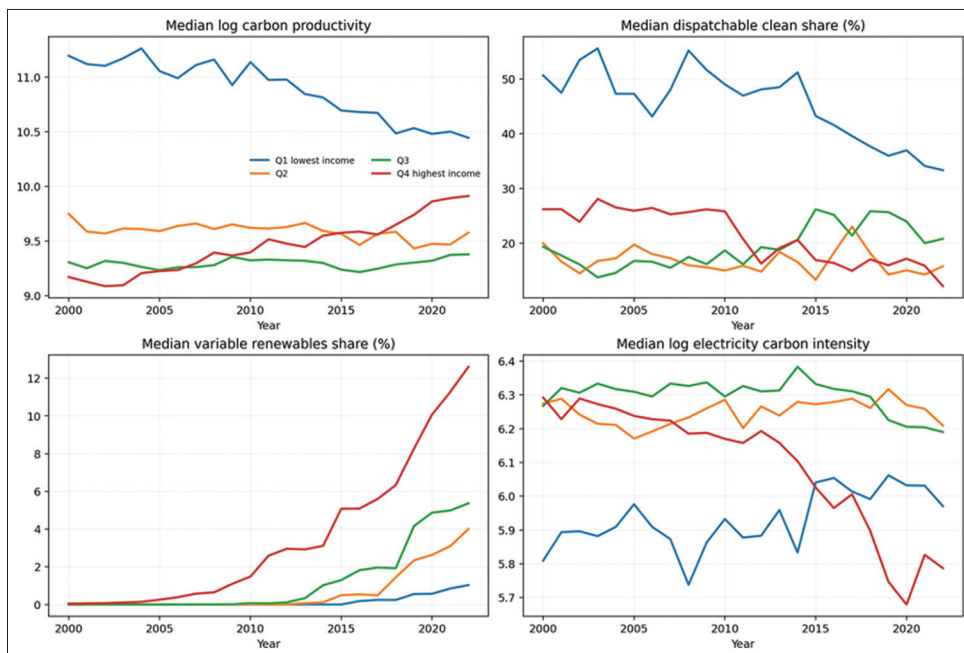 Median log carbon productivity
11.0
10.5
10.0
9.5
9.0
Q1 lowest income
Q2
Q3
Q4 highest income
2000 2005 2010 2015 2020
Year
Median dispatchable clean share (%)
50
40
30
20
2000 2005 2010 2015 2020
Year
Median variable renewables share (%)
12
10
8
6
4
2
0
2000 2005 2010 2015 2020
Year
Median log electricity carbon intensity
6.4
6.3
6.2
6.1
6.0
5.9
5.8
5.7
2000 2005 2010 2015 2020
Year